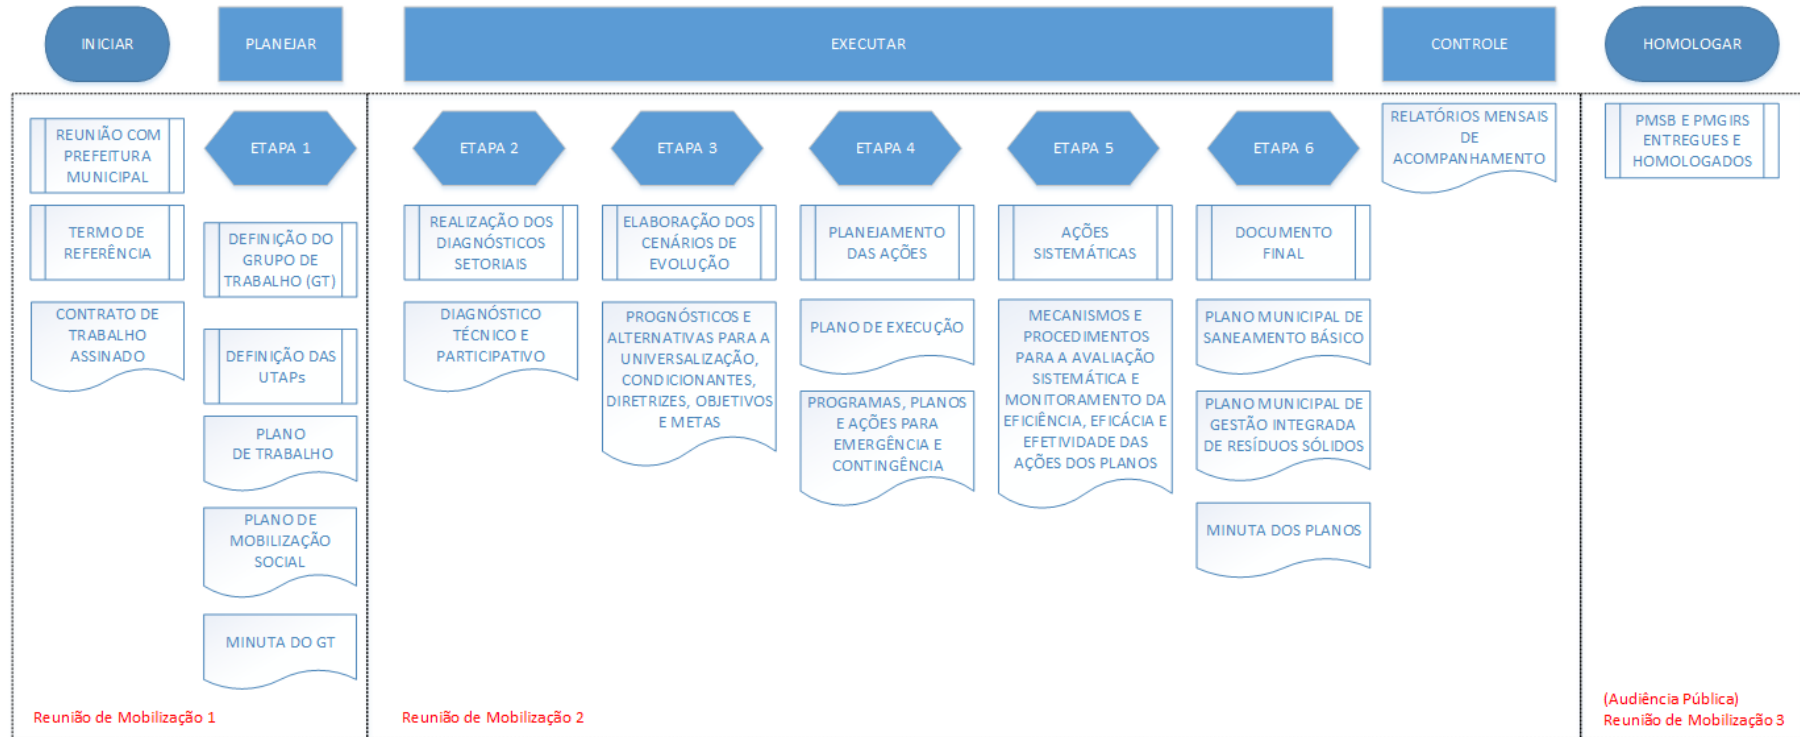 INICIAR
PLANEJAR
EXECUTAR
CONTROLE
HOMOLOGAR
REUNIÃO COM
PREFEITURA
MUNICIPAL
TERMO DE
REFERÊNCIA
CONTRATO DE
TRABALHO
ASSINADO
ETAPA 1
DEFINIÇÃO DO
GRUPO DE
TRABALHO (GT)
DEFINIÇÃO DAS
UTAPs
PLANO
DE TRABALHO
PLANO DE
MOBILIZAÇÃO
SOCIAL
MINUTA DO GT
Reunião de Mobilização 1
ETAPA 2
REALIZAÇÃO DOS
DIAGNÓSTICOS
SETORIAIS
DIAGNÓSTICO
TÉCNICO E
PARTICIPATIVO
ETAPA 3
ELABORAÇÃO DOS
CENÁRIOS DE
EVOLUÇÃO
PROGNÓSTICOS E
ALTERNATIVAS PARA A
UNIVERSALIZAÇÃO,
CONDICIONANTES,
DIRETRIZES, OBJETIVOS
E METAS
ETAPA 4
PLANEJAMENTO
DAS AÇÕES
PLANO DE EXECUÇÃO
PROGRAMAS, PLANOS
E AÇÕES PARA
EMERGÊNCIA E
CONTINGÊNCIA
ETAPA 5
AÇÕES
SISTEMÁTICAS
MECANISMOS E
PROCEDIMENTOS
PARA A AVALIAÇÃO
SISTEMÁTICA E
MONITORAMENTO DA
EFICIÊNCIA, EFICÁCIA E
EFETIVIDADE DAS
AÇÕES DOS PLANOS
ETAPA 6
DOCUMENTO
FINAL
PLANO MUNICIPAL DE
SANEAMENTO BÁSICO
PLANO MUNICIPAL DE
GESTÃO INTEGRADA
DE RESÍDUOS SÓLIDOS
MINUTA DOS PLANOS
Reunião de Mobilização 2
RELATÓRIOS MENSAIS
DE
ACOMPANHAMENTO
PMSB E PMGIRS
ENTREGUES E
HOMOLOGADOS
(Audiência Pública)
Reunião de Mobilização 3